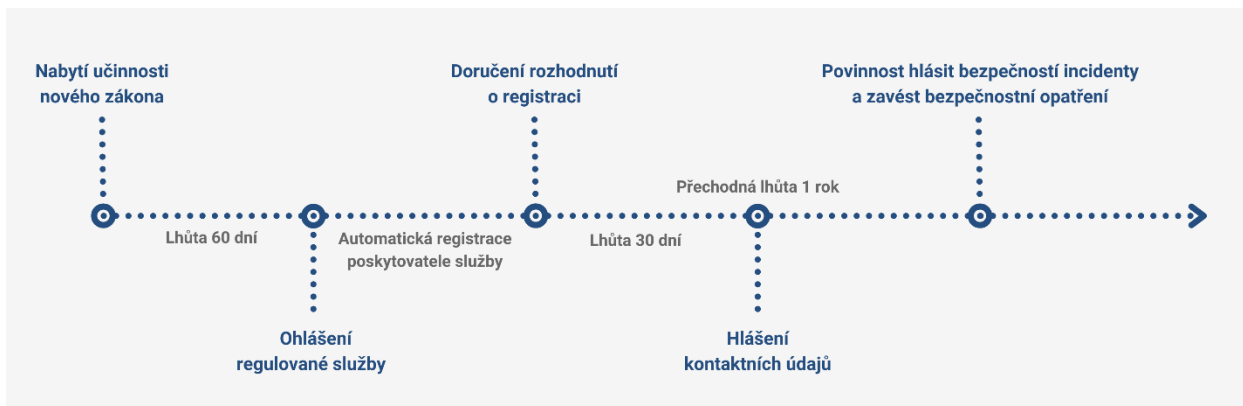 Nabytí učinnosti
nového zákona
Doručení rozhodnutí
o registraci
Povinnost hlásit bezpečností incidenty
a zavést bezpečnostní opatření
Přechodná lhůta 1 rok
Lhůta 60 dní
Automatická registrace
poskytovatele služby
Lhůta 30 dní
Ohlášení
regulované služby
Hlášení
kontaktních údajů